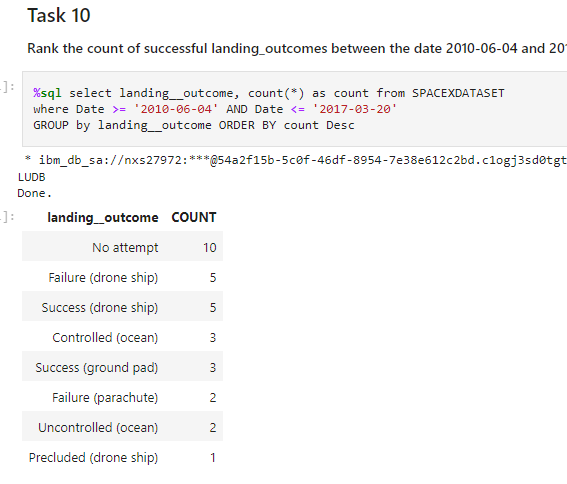 Task 10
Rank the count of successful landing_outcomes between the date 2010-06-04 and 201
]:
%sql select landing__outcome, count(*) as count from SPACEXDATASET
where Date >= '2010-06-04' AND Date <= '2017-03-20'
GROUP by landing__outcome ORDER BY count Desc
* ibm_db_sa://nxs27972:***@54a2f15b-5c0f-46df-8954-7e38e612c2bd.c1ogj3sd0tgt
LUDB
Done.
]:
landing__outcome COUNT
No attempt 10
Failure (drone ship) 5
Success (drone ship) 5
Controlled (ocean) 3
Success (ground pad) 3
Failure (parachute) 2
Uncontrolled (ocean) 2
Precluded (drone ship) 1